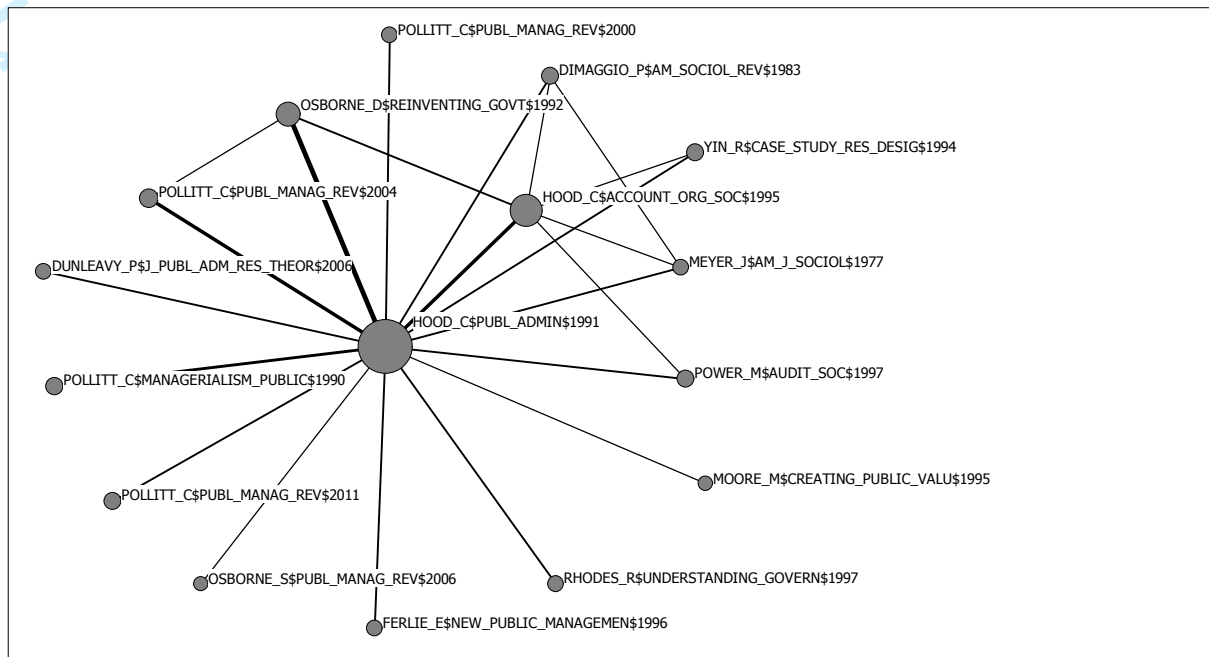 POLLITT_C$PUBL_MANAG_REV$2000
DIMAGGIO_P$AM_SOCIOL_REV$1983
OSBORNE_D$REINVENTING_GOVT$1992
YIN_R$CASE_STUDY_RES_DESIG$1994
POLLITT_C$PUBL_MANAG_REV$2004
HOOD_C$ACCOUNT_ORG_SOC$1995
DUNLEAVY_P$J_PUBL_ADM_RES_THEOR$2006
MEYER_J$AM_J_SOCIOL$1977
HOOD_C$PUBL_ADMIN$1991
POLLITT_C$MANAGERIALISM_PUBLIC$1990
POWER_M$AUDIT_SOC$1997
MOORE_M$CREATING_PUBLIC_VALU$1995
POLLITT_C$PUBL_MANAG_REV$2011
OSBORNE_S$PUBL_MANAG_REV$2006
RHODES_R$UNDERSTANDING_GOVERN$1997
FERLIE_E$NEW_PUBLIC_MANAGEMEN$1996